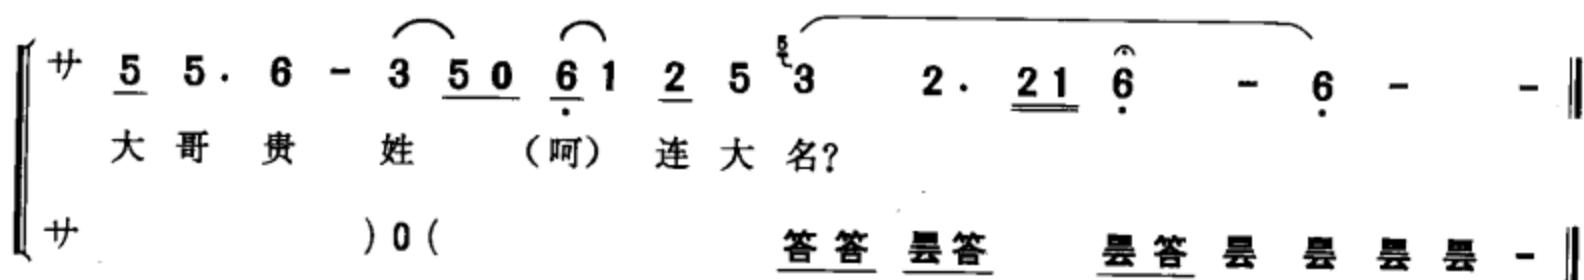 サ 5 5. 6 - 3 5 0 6 1 2 5 5 3 2. 2 1 6 - 6 - -
大哥贵姓（呵）连大名？
サ ) 0 ( 答答 昙答 昙答 昙 昙 昙 昙 -